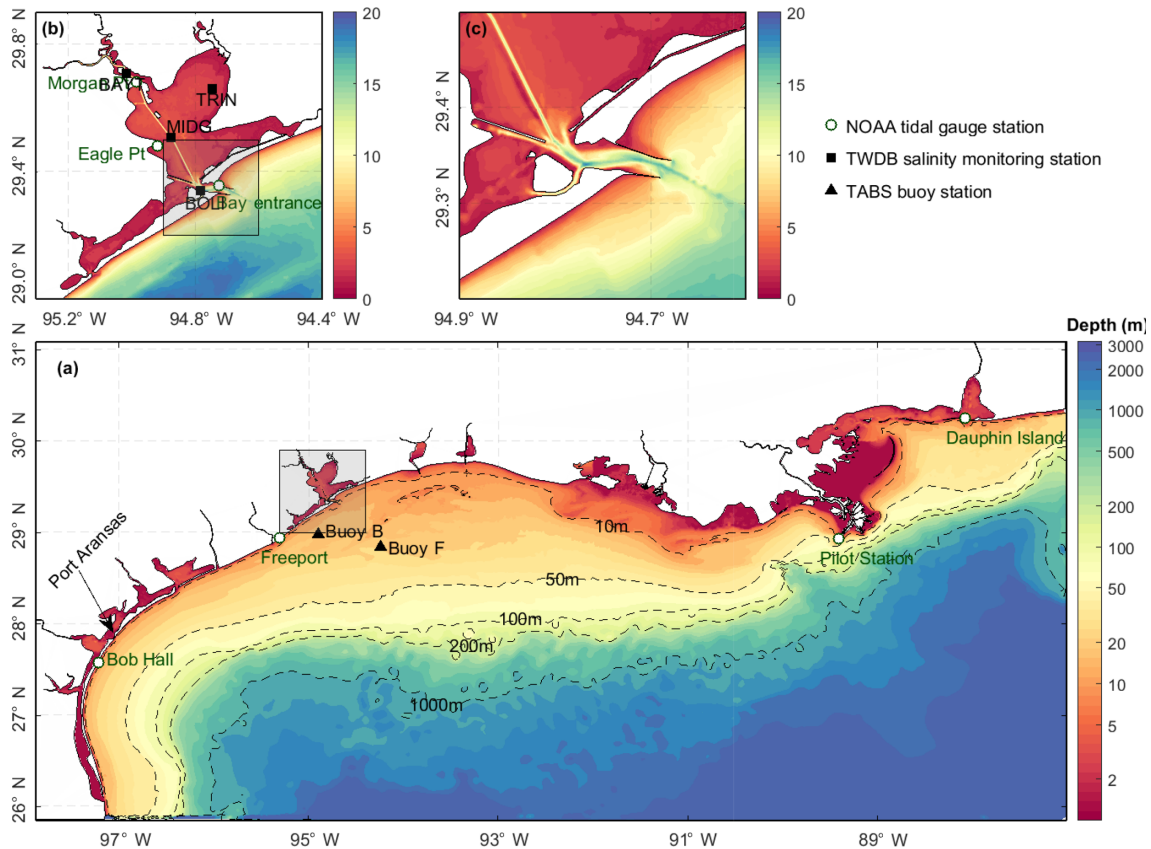 (b)
29.8° N
29.4° N
29.0° N
95.2° W
94.8° W
94.4° W
Morgan
BAYT
TRIN
MIDG
Eagle Pt
BOLI
Bay entrance
20
15
10
5
0
(c)
29.4° N
29.3° N
94.9° W
94.7° W
20
15
10
5
0
NOAA tidal gauge station
TWDB salinity monitoring station
TABS buoy station
Depth (m)
3000
2000
1000
500
200
100
50
20
10
5
2
(a)
31° N
30° N
29° N
28° N
27° N
26° N
97° W
95° W
93° W
91° W
89° W
Dauphin Island
Pilot Station
10m
Buoy B
Buoy F
Freeport
Port Aransas
50m
100m
200m
Bob Hall
1000m